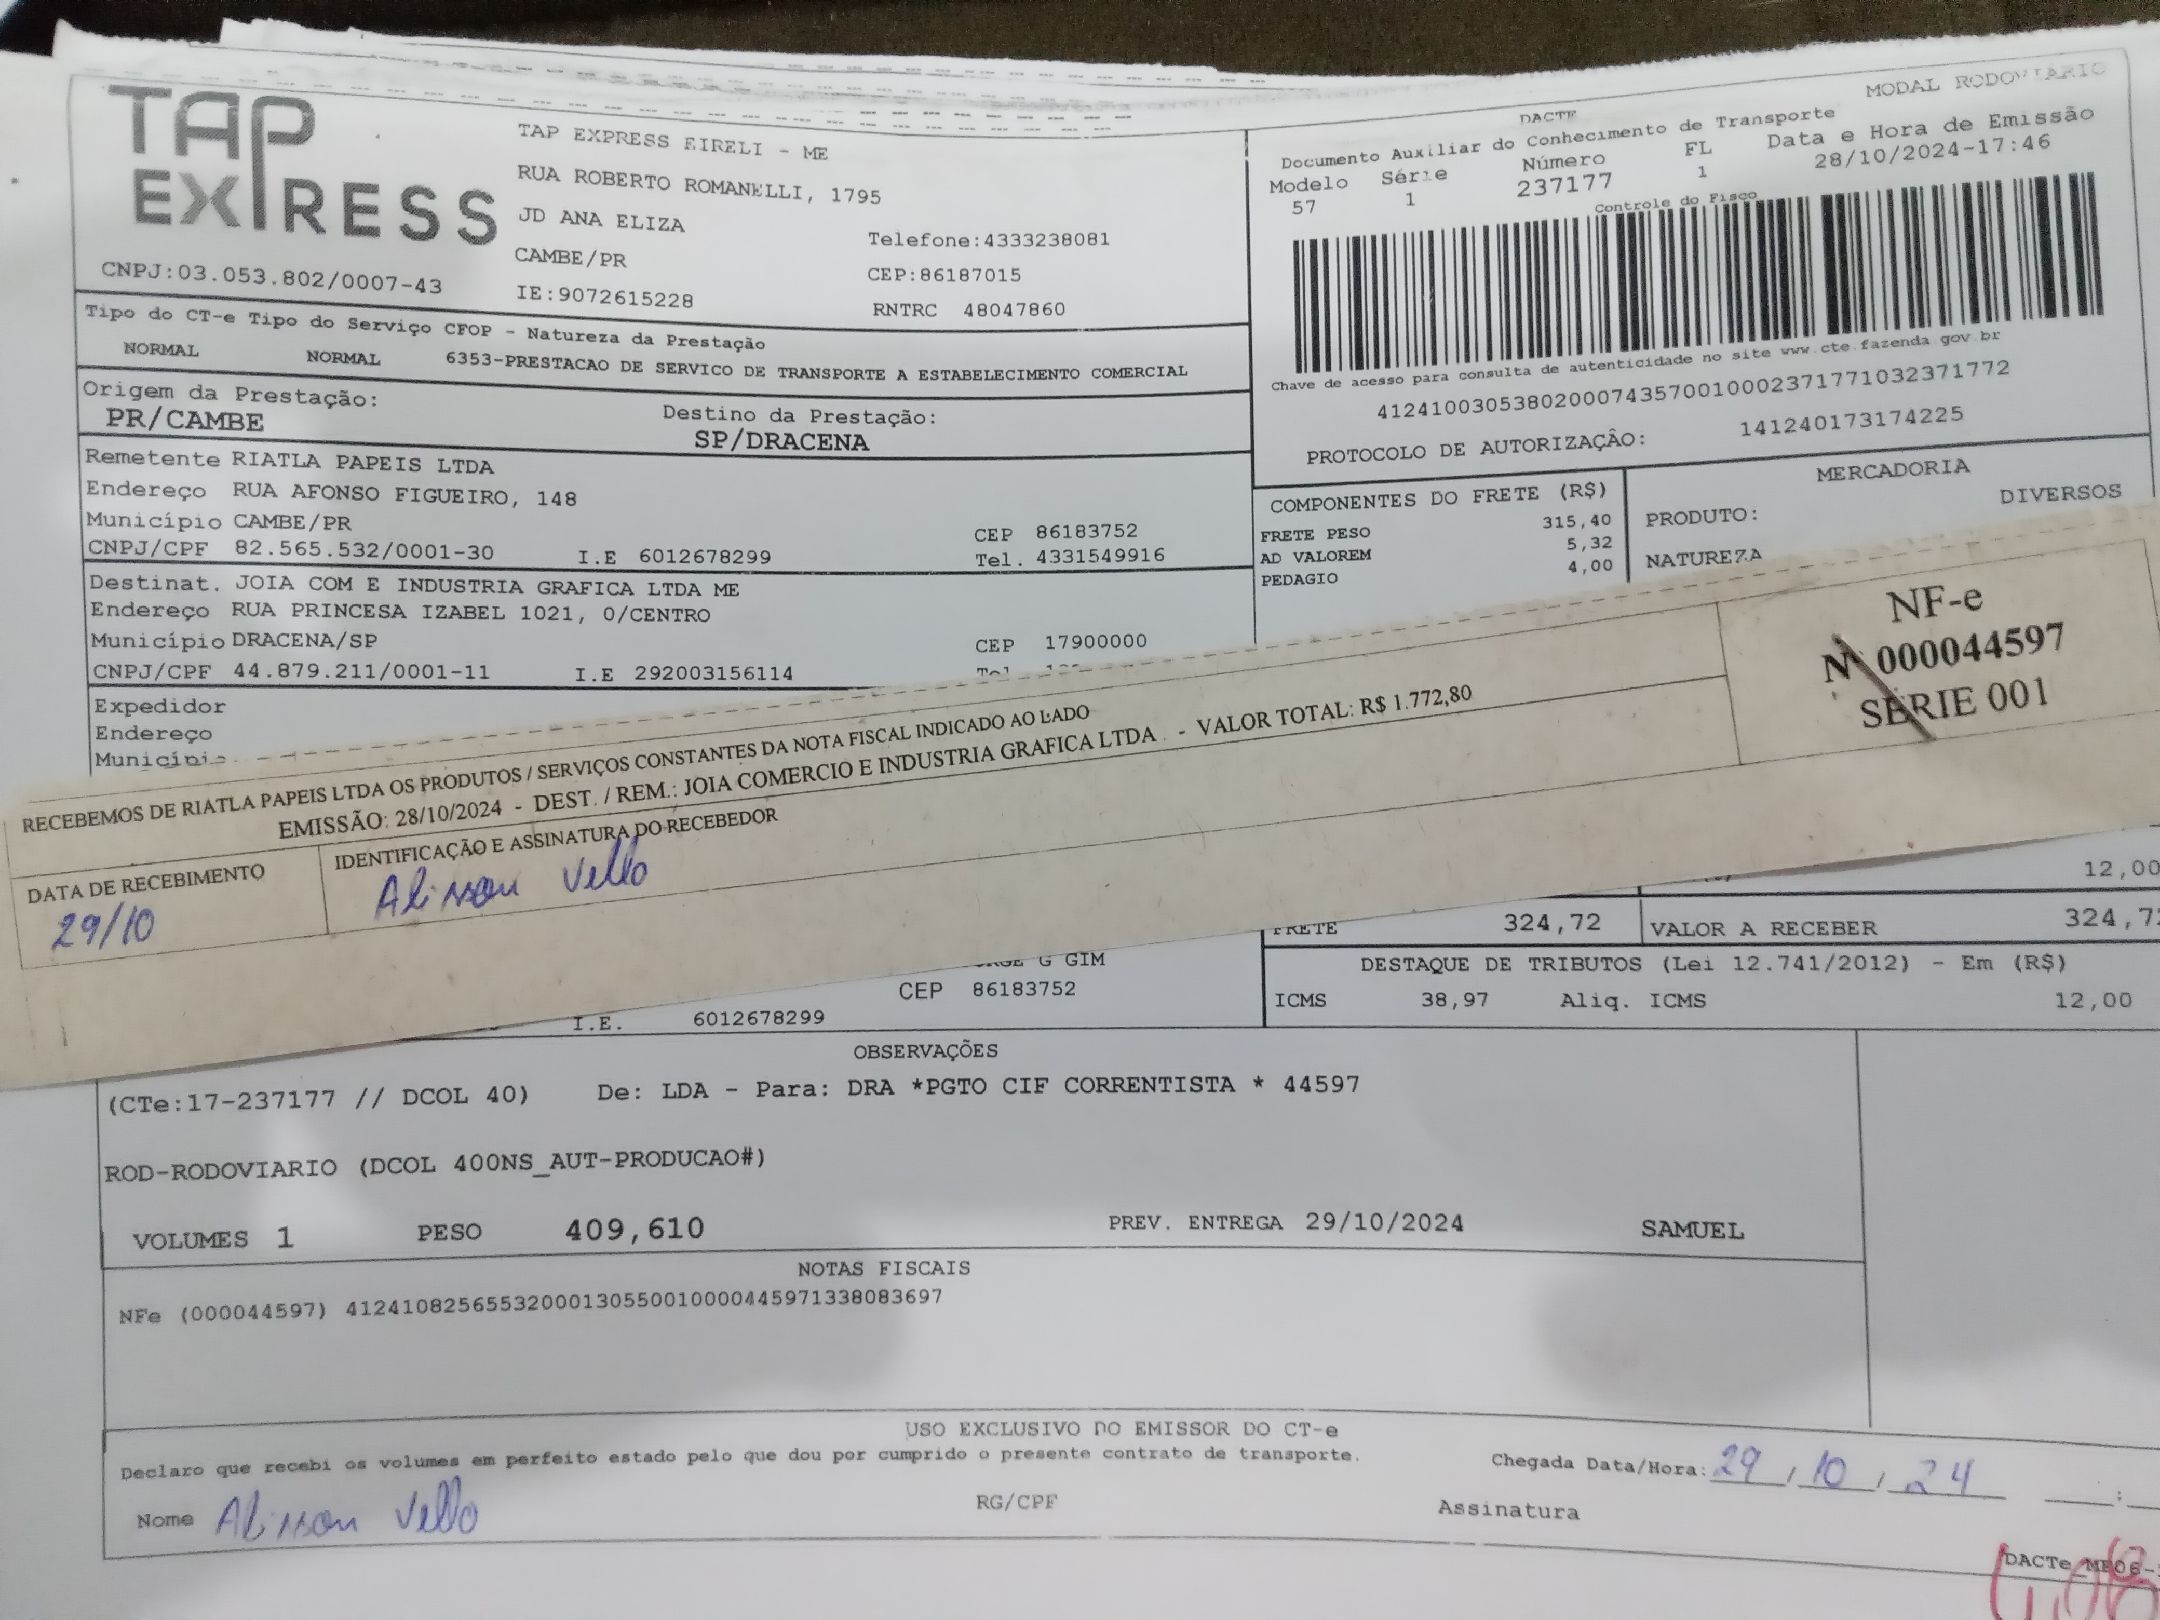 TAP
EXPRESS
CNPJ:03.053.802/0007-43
TAP EXPRESS EIRELI - ME
RUA ROBERTO ROMANELLI, 1795
JD ANA ELIZA
CAMBE/PR
IE:9072615228
Telefone:4333238081
CEP:86187015
RNTRC 48047860
MODAL RODOVIARIO
DACTE
Documento Auxiliar do Conhecimento de Transporte
Modelo Série Número FL Data e Hora de Emissão
57 1 237177 1 28/10/2024-17:46
Controle do Fisco
Chave de acesso para consulta de autenticidade no site www.cte.fazenda.gov.br
41241003053802000743570010002371771032371772
PROTOCOLO DE AUTORIZAÇÃO: 141240173174225
Tipo do CT-e Tipo do Serviço CFOP - Natureza da Prestação
NORMAL NORMAL 6353-PRESTACAO DE SERVICO DE TRANSPORTE A ESTABELECIMENTO COMERCIAL
Origem da Prestação: Destino da Prestação:
PR/CAMBE SP/DRACENA
Remetente RIATLA PAPEIS LTDA
Endereço RUA AFONSO FIGUEIRO, 148
Município CAMBE/PR CEP 86183752
CNPJ/CPF 82.565.532/0001-30 I.E 6012678299 Tel. 4331549916
Destinat. JOIA COM E INDUSTRIA GRAFICA LTDA ME
Endereço RUA PRINCESA IZABEL 1021, 0/CENTRO
Município DRACENA/SP CEP 17900000
CNPJ/CPF 44.879.211/0001-11 I.E 292003156114
Expedidor
Endereço
COMPONENTES DO FRETE (R$)
FRETE PESO 315,40
AD VALOREM 5,32
PEDAGIO 4,00
MERCADORIA
PRODUTO: DIVERSOS
NATUREZA
RECEBEMOS DE RIATLA PAPEIS LTDA OS PRODUTOS / SERVIÇOS CONSTANTES DA NOTA FISCAL INDICADO AO LADO
EMISSÃO: 28/10/2024 - DEST. / REM.: JOIA COMERCIO E INDUSTRIA GRAFICA LTDA - VALOR TOTAL: R$ 1.772,80
DATA DE RECEBIMENTO
29/10
IDENTIFICAÇÃO E ASSINATURA DO RECEBEDOR
Alisson Vello
NF-e
Nº 000044597
SÉRIE 001
12,00
FRETE 324,72 VALOR A RECEBER
G GIM
CEP 86183752
I.E. 6012678299
DESTAQUE DE TRIBUTOS (Lei 12.741/2012) - Em (R$)
ICMS 38,97 Aliq. ICMS 12,00
OBSERVAÇÕES
(CTe:17-237177 // DCOL 40) De: LDA - Para: DRA *PGTO CIF CORRENTISTA * 44597
ROD-RODOVIARIO (DCOL 400NS_AUT-PRODUCAO#)
VOLUMES 1 PESO 409,610 PREV. ENTREGA 29/10/2024 SAMUEL
NOTAS FISCAIS
NFe (000044597) 41241082565532000130550010000445971338083697
USO EXCLUSIVO DO EMISSOR DO CT-e
Declaro que recebi os volumes em perfeito estado pelo que dou por cumprido o presente contrato de transporte.
Chegada Data/Hora: 29/10/24
Nome Alisson Vello RG/CPF Assinatura